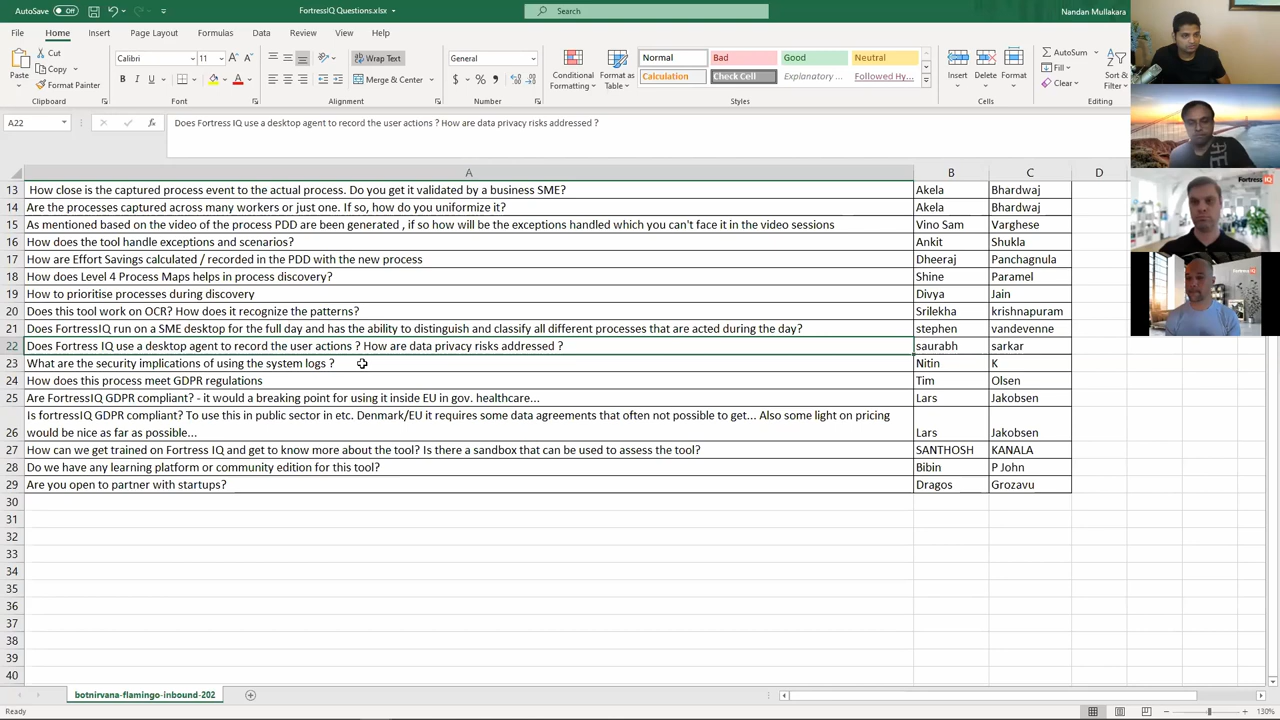 AutoSave Off
FortressIQ Questions.xlsx
Search
Nandan Mullakara
File Home Insert Page Layout Formulas Data Review View Help
Paste
Cut
Copy
Format Painter
Clipboard
Calibri 11
B I U
Font
Wrap Text
Merge & Center
Alignment
General
$ % ,
Number
Conditional Formatting
Format as Table
Normal Bad Good Neutral
Calculation Check Cell Explanatory ... Followed Hy...
Styles
Insert Delete Format
Cells
AutoSum
Fill
Clear
Sort & Filter
Editing
A22 fx Does Fortress IQ use a desktop agent to record the user actions ? How are data privacy risks addressed ?
A B C D
13 How close is the captured process event to the actual process. Do you get it validated by a business SME? Akela Bhardwaj
14 Are the processes captured across many workers or just one. If so, how do you uniformize it? Akela Bhardwaj
15 As mentioned based on the video of the process PDD are been generated , if so how will be the exceptions handled which you can't face it in the video sessions Vino Sam Varghese
16 How does the tool handle exceptions and scenarios? Ankit Shukla
17 How are Effort Savings calculated / recorded in the PDD with the new process Dheeraj Panchagnula
18 How does Level 4 Process Maps helps in process discovery? Shine Paramel
19 How to prioritise processes during discovery Divya Jain
20 Does this tool work on OCR? How does it recognize the patterns? Srilekha krishnapuram
21 Does FortressIQ run on a SME desktop for the full day and has the ability to distinguish and classify all different processes that are acted during the day? stephen vandevenne
22 Does Fortress IQ use a desktop agent to record the user actions ? How are data privacy risks addressed ? saurabh sarkar
23 What are the security implications of using the system logs ? Nitin K
24 How does this process meet GDPR regulations Tim Olsen
25 Are FortressIQ GDPR compliant? - it would a breaking point for using it inside EU in gov. healthcare... Lars Jakobsen
Is fortressIQ GDPR compliant? To use this in public sector in etc. Denmark/EU it requires some data agreements that often not possible to get... Also some light on pricing
26 would be nice as far as possible... Lars Jakobsen
27 How can we get trained on Fortress IQ and get to know more about the tool? Is there a sandbox that can be used to assess the tool? SANTHOSH KANALA
28 Do we have any learning platform or community edition for this tool? Bibin P John
29 Are you open to partner with startups? Dragos Grozavu
30
31
32
33
34
35
36
37
38
39
40
botnirvana-flamingo-inbound-202
Ready
130%
Fortress IQ
Fortress IQ